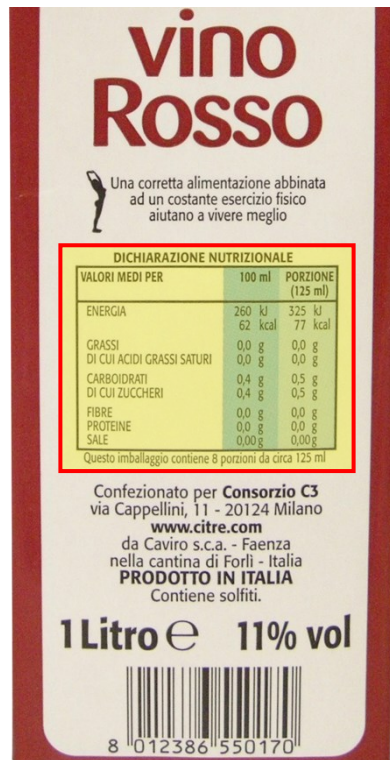 vino
Rosso
Una corretta alimentazione abbinata
ad un costante esercizio fisico
aiutano a vivere meglio
DICHIARAZIONE NUTRIZIONALE
VALORI MEDI PER 100 ml PORZIONE
(125 ml)
ENERGIA 260 kJ 325 kJ
62 kcal 77 kcal
GRASSI 0,0 g 0,0 g
DI CUI ACIDI GRASSI SATURI 0,0 g 0,0 g
CARBOIDRATI 0,4 g 0,5 g
DI CUI ZUCCHERI 0,4 g 0,5 g
FIBRE 0,0 g 0,0 g
PROTEINE 0,0 g 0,0 g
SALE 0,00 g 0,00 g
Questo imballaggio contiene 8 porzioni da circa 125 ml
Confezionato per Consorzio C3
via Cappellini, 11 - 20124 Milano
www.citre.com
da Caviro s.c.a. - Faenza
nella cantina di Forlì - Italia
PRODOTTO IN ITALIA
Contiene solfiti.
1 Litro ℮ 11% vol
8 012386 550170